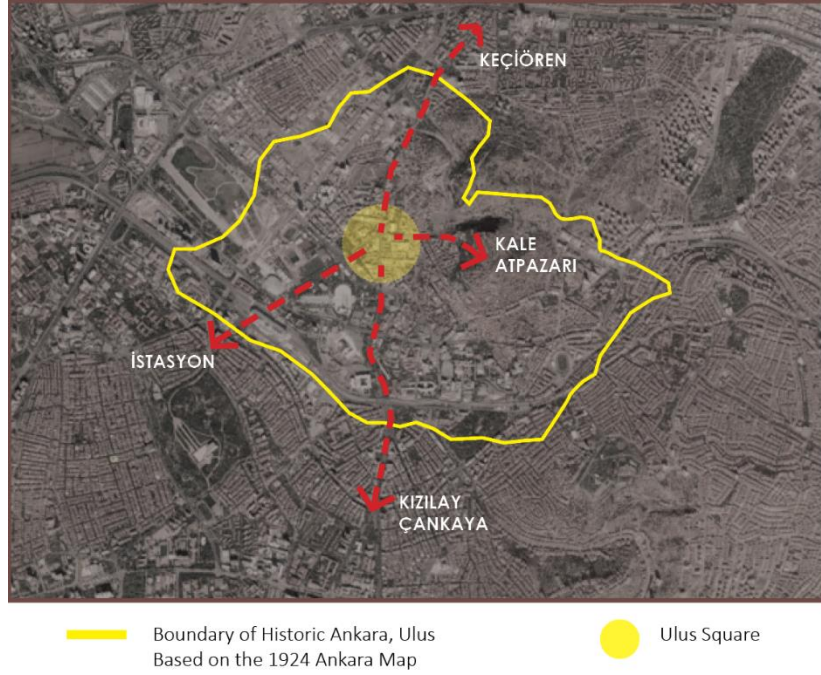 KEÇİÖREN
KALE
ATPAZARI
İSTASYON
KIZILAY
ÇANKAYA
Boundary of Historic Ankara, Ulus
Based on the 1924 Ankara Map
Ulus Square